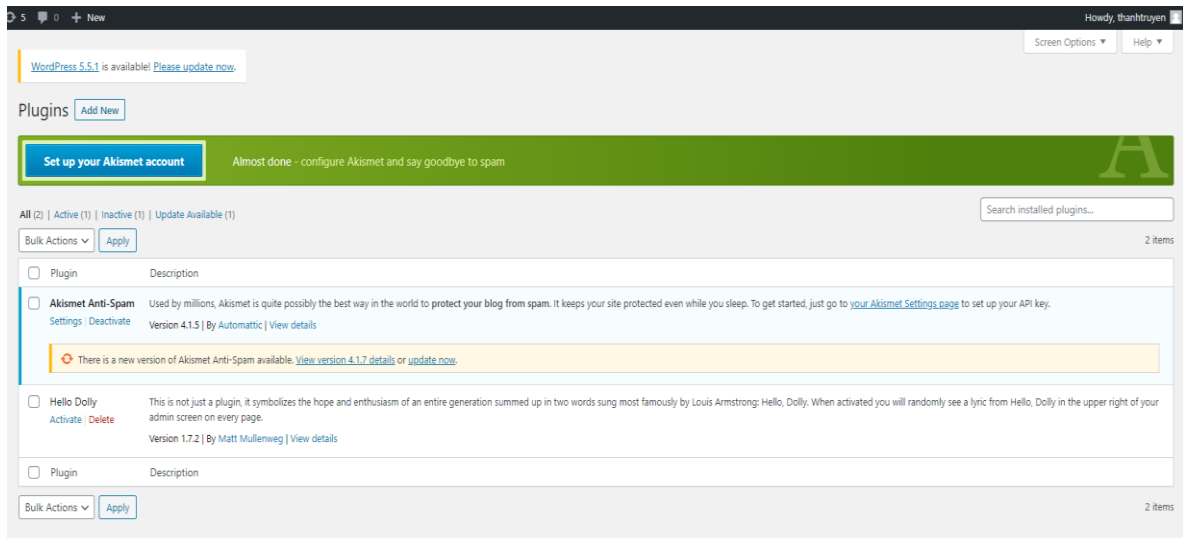 5 0 + New Howdy, thanhtruyen
Screen Options ▼ Help ▼
WordPress 5.5.1 is available! Please update now.
Plugins Add New
Set up your Akismet account Almost done - configure Akismet and say goodbye to spam
All (2) | Active (1) | Inactive (1) | Update Available (1)
Search installed plugins...
Bulk Actions Apply 2 items
Plugin Description
Akismet Anti-Spam Used by millions, Akismet is quite possibly the best way in the world to protect your blog from spam. It keeps your site protected even while you sleep. To get started, just go to your Akismet Settings page to set up your API key.
Settings | Deactivate Version 4.1.5 | By Automattic | View details
There is a new version of Akismet Anti-Spam available. View version 4.1.7 details or update now.
Hello Dolly This is not just a plugin, it symbolizes the hope and enthusiasm of an entire generation summed up in two words sung most famously by Louis Armstrong: Hello, Dolly. When activated you will randomly see a lyric from Hello, Dolly in the upper right of your
Activate | Delete admin screen on every page.
Version 1.7.2 | By Matt Mullenweg | View details
Plugin Description
Bulk Actions Apply 2 items